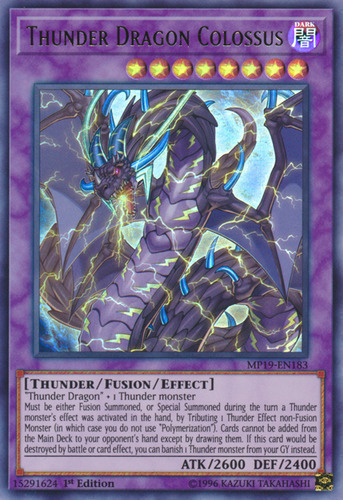 THUNDER DRAGON COLOSSUS
DARK
闇
MP19-EN183
[THUNDER/FUSION/EFFECT]
"Thunder Dragon" + 1 Thunder monster
Must be either Fusion Summoned, or Special Summoned during the turn a Thunder
monster's effect was activated in the hand, by Tributing 1 Thunder Effect non-Fusion
Monster (in which case you do not use "Polymerization"). Cards cannot be added from
the Main Deck to your opponent's hand except by drawing them. If this card would be
destroyed by battle or card effect, you can banish 1 Thunder monster from your GY instead.
ATK/2600 DEF/2400
15291624 1st Edition ©1996 KAZUKI TAKAHASHI